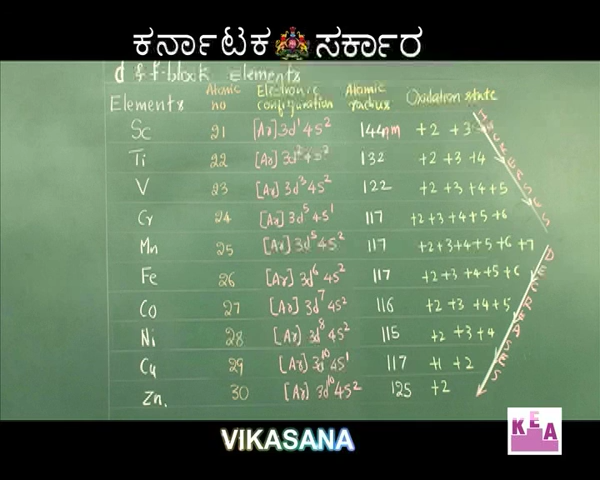 ಕರ್ನಾಟಕ ಸರ್ಕಾರ
d & f-block elements
Elements Atomic no Electronic configuration Atomic radius Oxidation state
Sc 21 [Ar] 3d¹ 4s² 144 pm +2 +3
Ti 22 [Ar] 3d² 4s² 132 +2 +3 +4
V 23 [Ar] 3d³ 4s² 122 +2 +3 +4 +5
Cr 24 [Ar] 3d⁵ 4s¹ 117 +2 +3 +4 +5 +6
Mn 25 [Ar] 3d⁵ 4s² 117 +2 +3 +4 +5 +6 +7
Fe 26 [Ar] 3d⁶ 4s² 117 +2 +3 +4 +5 +6
Co 27 [Ar] 3d⁷ 4s² 116 +2 +3 +4 +5
Ni 28 [Ar] 3d⁸ 4s² 115 +2 +3 +4
Cu 29 [Ar] 3d¹⁰ 4s¹ 117 +1 +2
Zn 30 [Ar] 3d¹⁰ 4s² 125 +2
INCREASES
DECREASES
VIKASANA
KEA